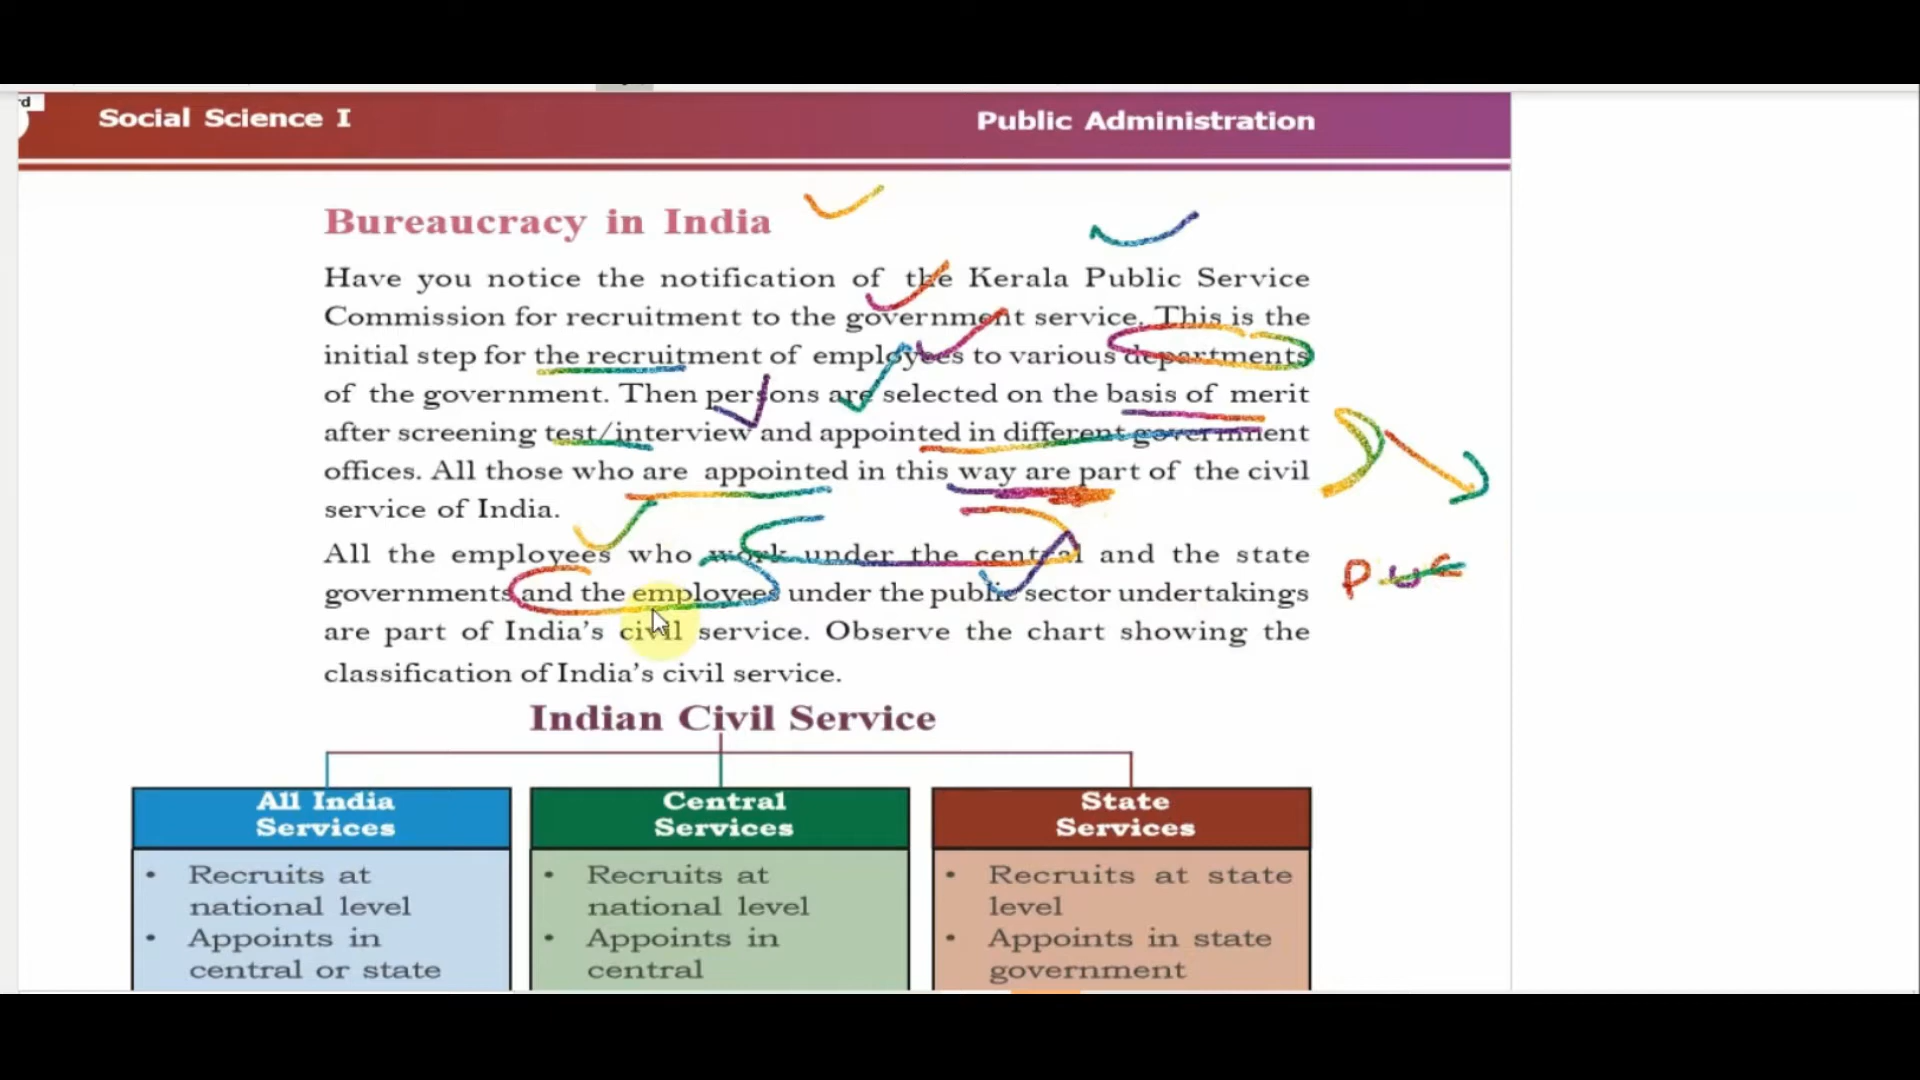 rd
Social Science I
Public Administration
Bureaucracy in India
Have you notice the notification of the Kerala Public Service
Commission for recruitment to the government service. This is the
initial step for the recruitment of employees to various departments
of the government. Then persons are selected on the basis of merit
after screening test/interview and appointed in different government
offices. All those who are appointed in this way are part of the civil
service of India.
All the employees who work under the central and the state
governments and the employees under the public sector undertakings
are part of India's civil service. Observe the chart showing the
classification of India's civil service.
Indian Civil Service
All India
Services
• Recruits at
national level
• Appoints in
central or state
Central
Services
• Recruits at
national level
• Appoints in
central
State
Services
• Recruits at state
level
• Appoints in state
government